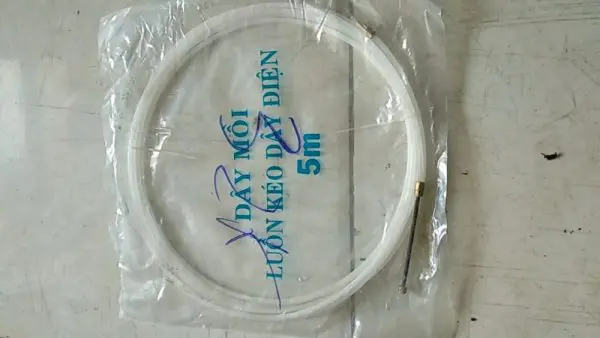 DÂY MỒI
LUỒN KÉO DÂY ĐIỆN
5m